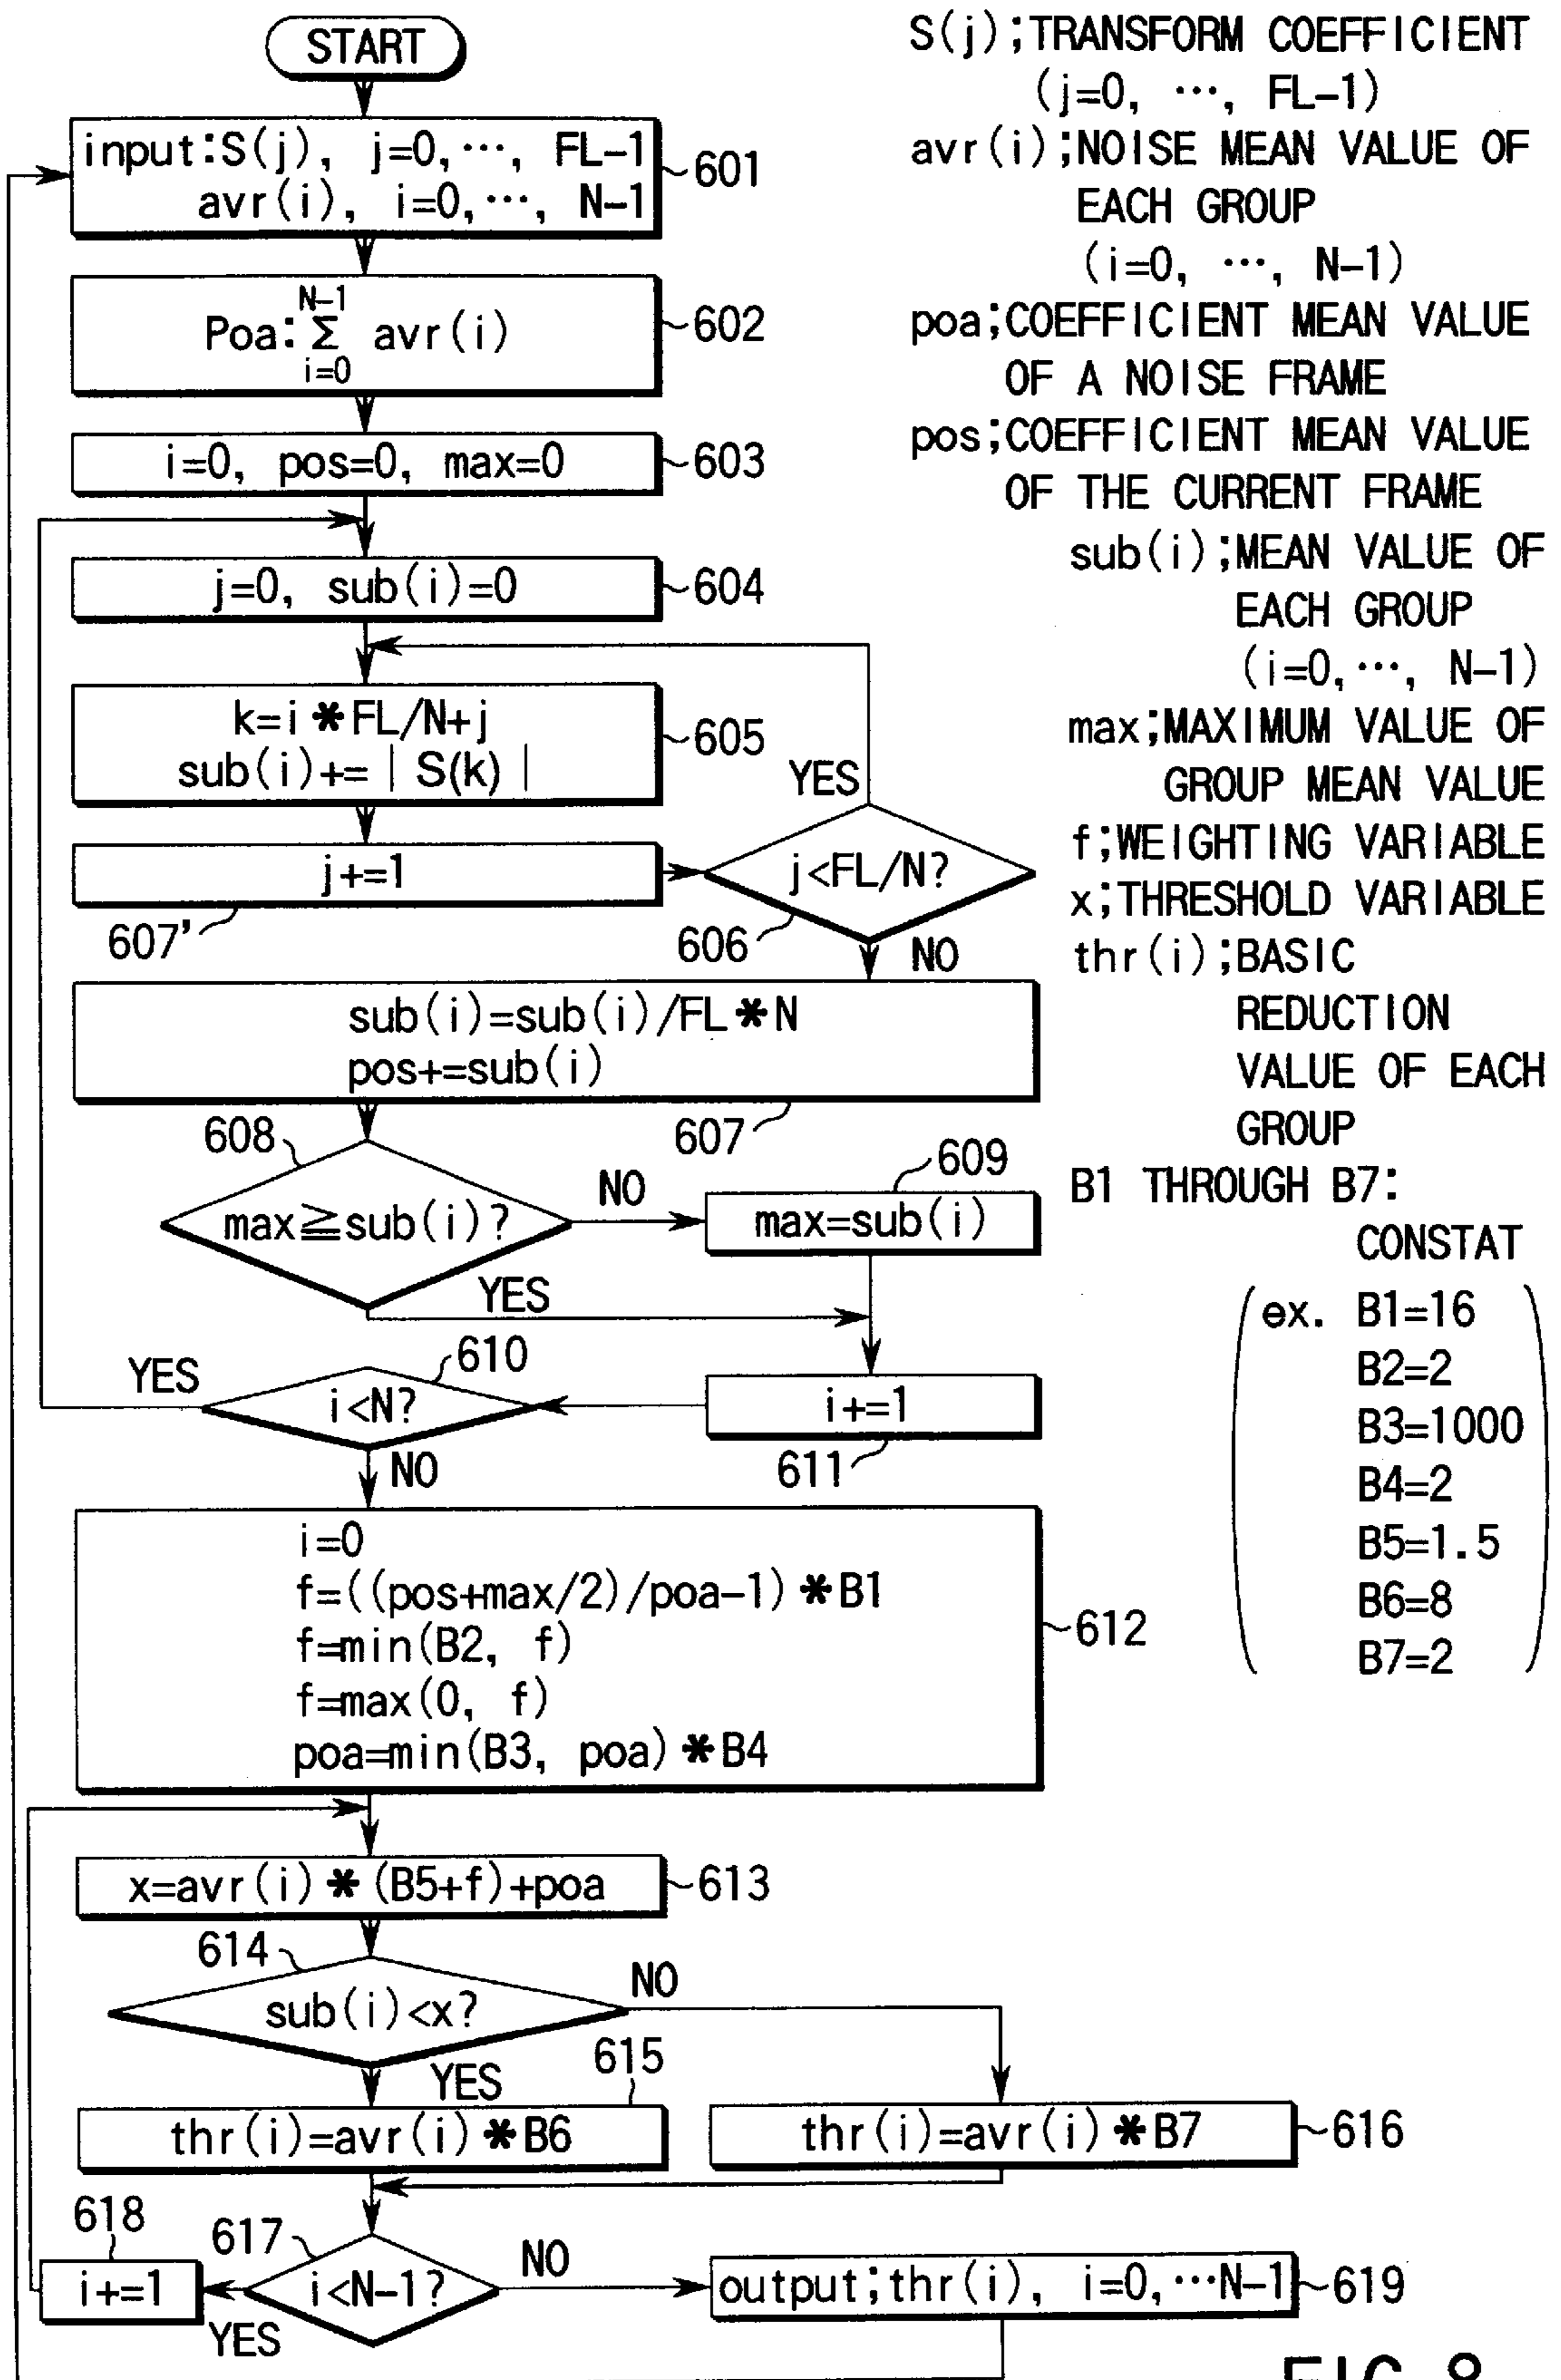 START
input:S(j), j=0,⋯, FL-1
avr(i), i=0,⋯, N-1
601
N-1
Poa:Σ avr(i)
i=0
602
i=0, pos=0, max=0
603
j=0, sub(i)=0
604
k=i*FL/N+j
sub(i)+=|S(k)|
605
YES
j+=1
607'
j<FL/N?
606
NO
sub(i)=sub(i)/FL*N
pos+=sub(i)
607
608
max≧sub(i)?
NO
609
max=sub(i)
YES
610
YES
i<N?
i+=1
611
NO
i=0
f=((pos+max/2)/poa-1)*B1
f=min(B2, f)
f=max(0, f)
poa=min(B3, poa)*B4
612
x=avr(i)*(B5+f)+poa
613
614
sub(i)<x?
NO
YES
615
thr(i)=avr(i)*B6
thr(i)=avr(i)*B7
616
618
i+=1
617
i<N-1?
YES
NO
output;thr(i), i=0,⋯N-1
619
S(j);TRANSFORM COEFFICIENT
(j=0, ⋯, FL-1)
avr(i);NOISE MEAN VALUE OF
EACH GROUP
(i=0, ⋯, N-1)
poa;COEFFICIENT MEAN VALUE
OF A NOISE FRAME
pos;COEFFICIENT MEAN VALUE
OF THE CURRENT FRAME
sub(i);MEAN VALUE OF
EACH GROUP
(i=0,⋯, N-1)
max;MAXIMUM VALUE OF
GROUP MEAN VALUE
f;WEIGHTING VARIABLE
x;THRESHOLD VARIABLE
thr(i);BASIC
REDUCTION
VALUE OF EACH
GROUP
B1 THROUGH B7:
CONSTAT
(ex. B1=16
B2=2
B3=1000
B4=2
B5=1.5
B6=8
B7=2)